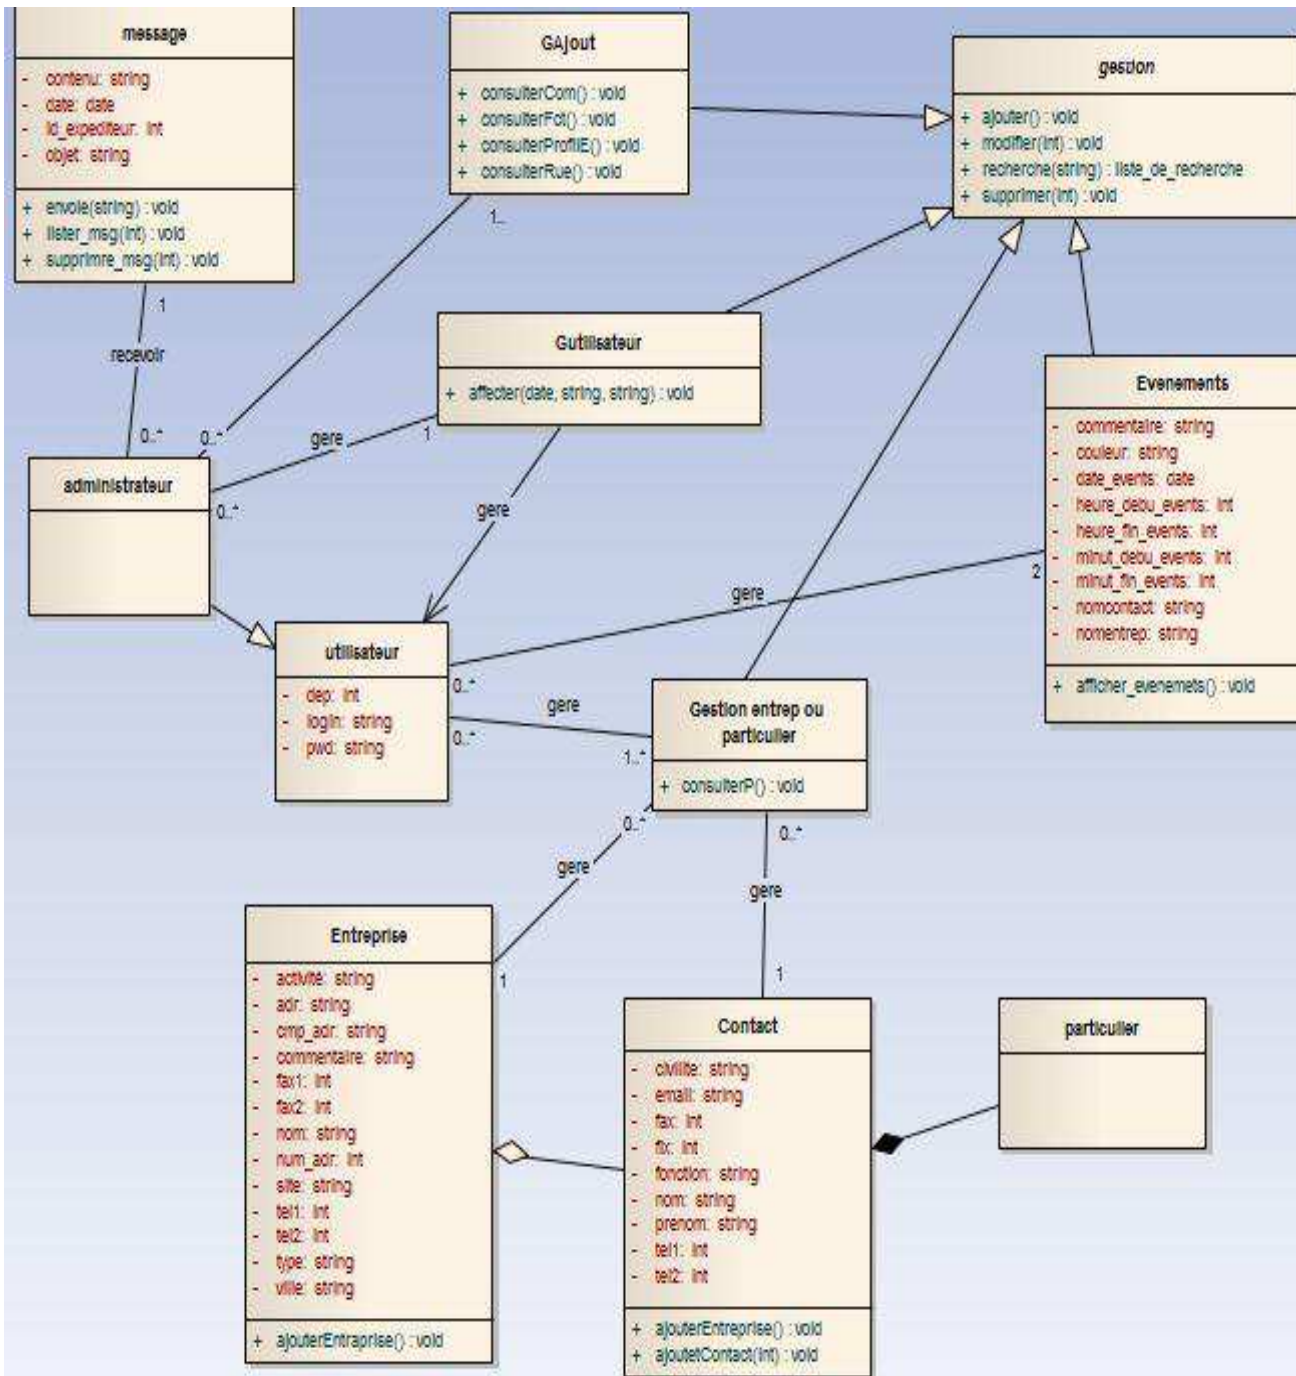 message
- contenu: string
- date: date
- id_expediteur: int
- objet: string
+ envoie(string) : void
+ lister_msg(int) : void
+ supprimre_msg(int) : void
GAjout
+ consulterCom() : void
+ consulterFct() : void
+ consulterProfilE() : void
+ consulterRue() : void
gestion
+ ajouter() : void
+ modifier(int) : void
+ recherche(string) : liste_de_recherche
+ supprimer(int) : void
1
recevoir
0..*
1..
0..*
Gutilisateur
+ affecter(date, string, string) : void
gere
1
0..*
administrateur
gere
Evenements
- commentaire: string
- couleur: string
- date_events: date
- heure_debu_events: int
- heure_fin_events: int
- minut_debu_events: int
- minut_fin_events: int
- nomcontact: string
- nomentrep: string
+ afficher_evenemets() : void
2
gere
0..*
utilisateur
- dep: int
- login: string
- pwd: string
gere
0..*
1..*
Gestion entrep ou
particulier
+ consulterP() : void
0..*
0..*
gere
gere
1
1
Entreprise
- activité: string
- adr: string
- cmp_adr: string
- commentaire: string
- fax1: int
- fax2: int
- nom: string
- num_adr: int
- site: string
- tel1: int
- tel2: int
- type: string
- ville: string
+ ajouterEntraprise() : void
Contact
- civilite: string
- email: string
- fax: int
- fix: int
- fonction: string
- nom: string
- prenom: string
- tel1: int
- tel2: int
+ ajouterEntreprise() : void
+ ajoutetContact(int) : void
particulier